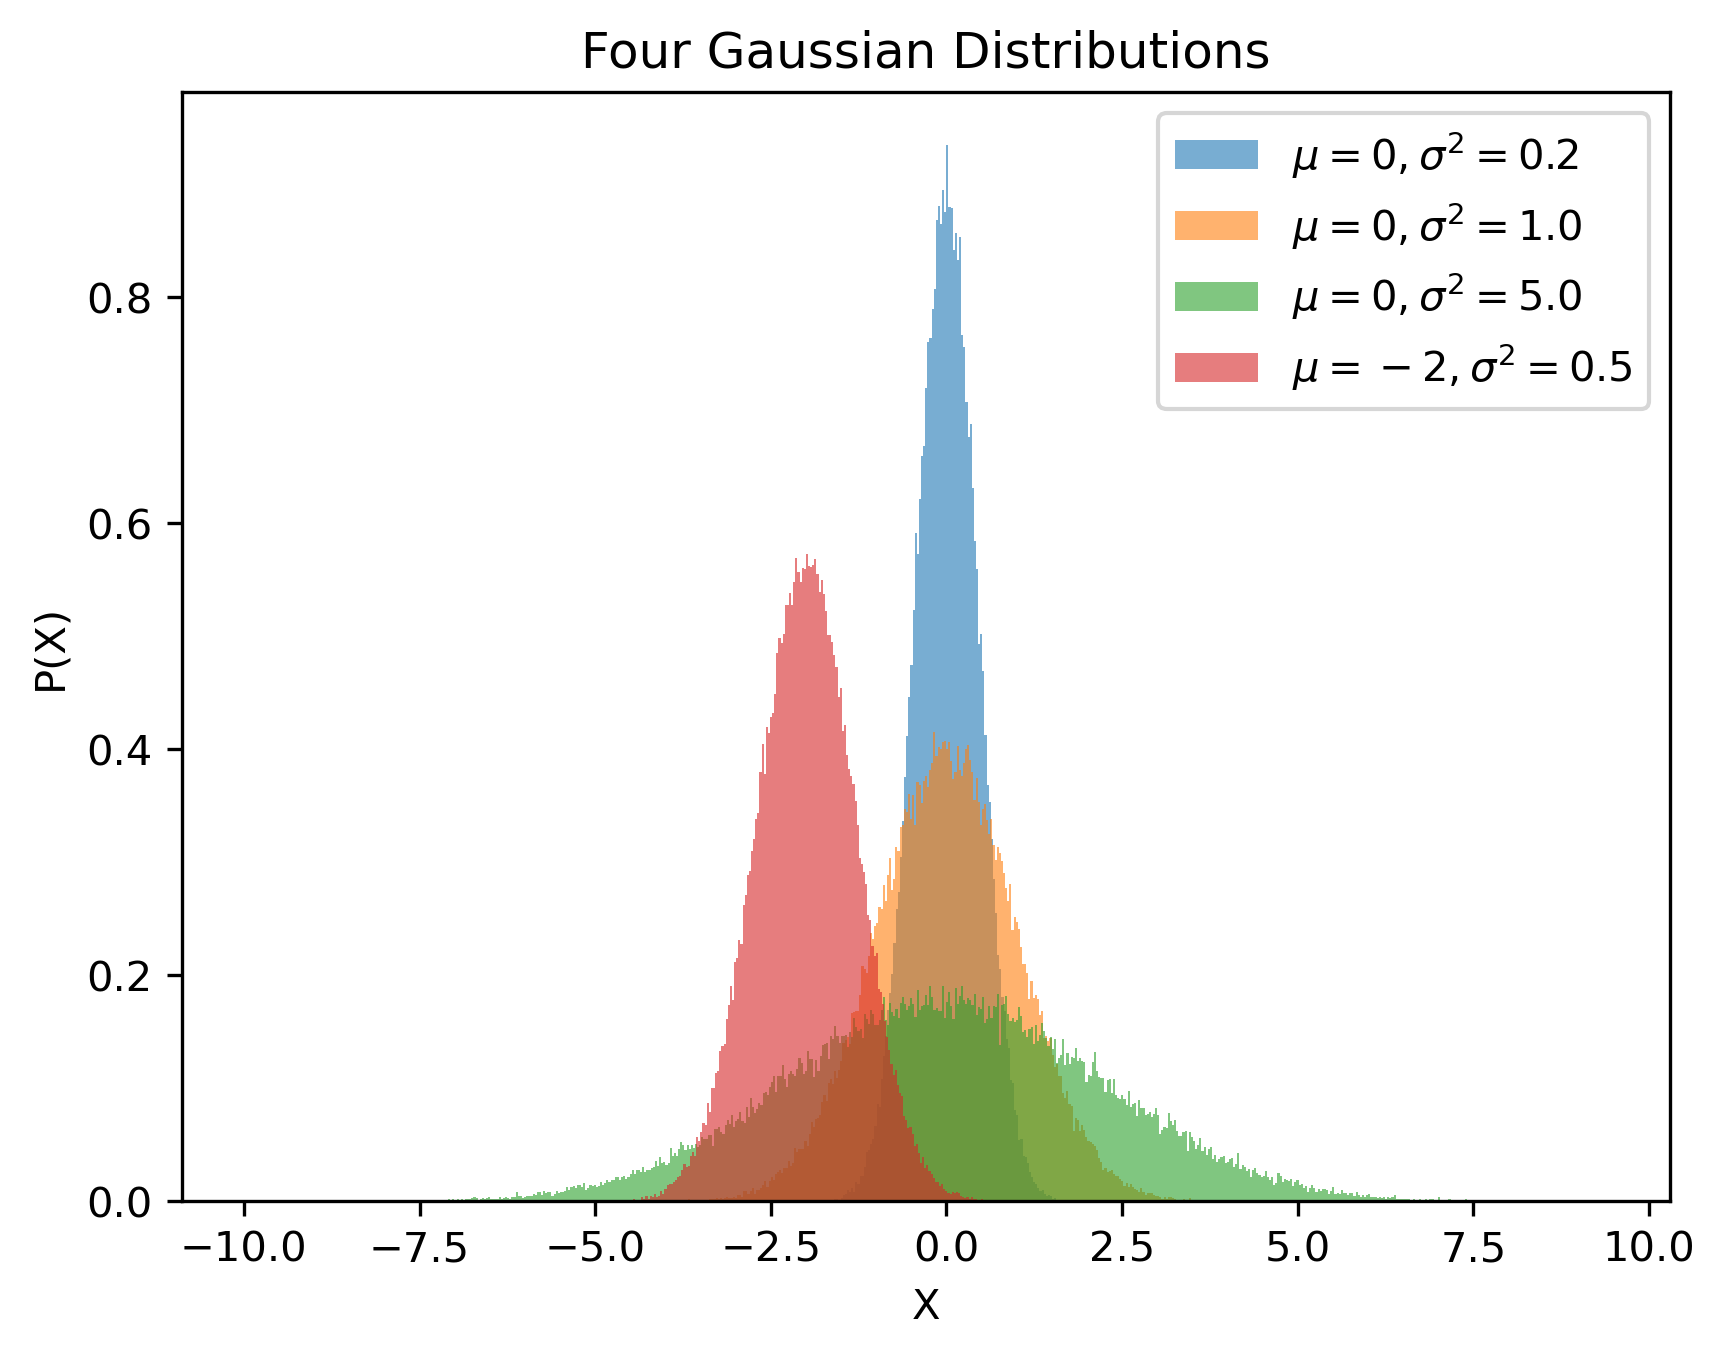 Four Gaussian Distributions
μ = 0, σ² = 0.2
μ = 0, σ² = 1.0
μ = 0, σ² = 5.0
μ = −2, σ² = 0.5
0.8
0.6
0.4
0.2
0.0
P(X)
−10.0 −7.5 −5.0 −2.5 0.0 2.5 5.0 7.5 10.0
X